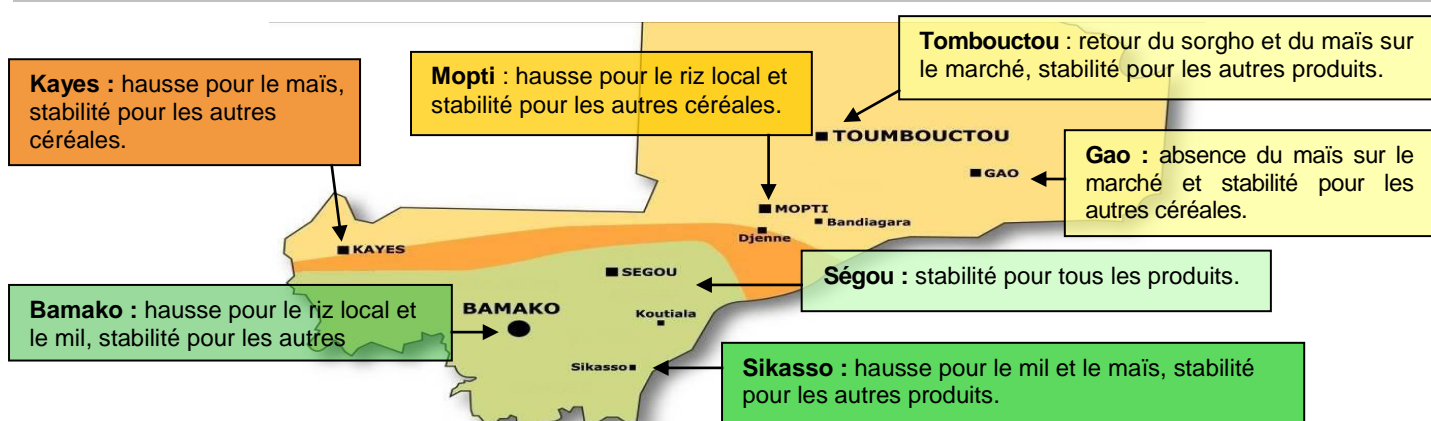 Tombouctou : retour du sorgho et du maïs sur
le marché, stabilité pour les autres produits.
Kayes : hausse pour le maïs,
stabilité pour les autres
céréales.
Mopti : hausse pour le riz local et
stabilité pour les autres céréales.
TOUMBOUCTOU
Gao : absence du maïs sur le
marché et stabilité pour les
autres céréales.
GAO
MOPTI
Bandiagara
Djenne
KAYES
SEGOU
Ségou : stabilité pour tous les produits.
Bamako : hausse pour le riz local et
le mil, stabilité pour les autres
BAMAKO
Koutiala
Sikasso
Sikasso : hausse pour le mil et le maïs, stabilité
pour les autres produits.